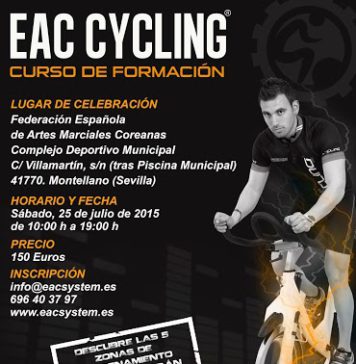 EAC CYCLING®
CURSO DE FORMACIÓN
LUGAR DE CELEBRACIÓN
Federación Española
de Artes Marciales Coreanas
Complejo Deportivo Municipal
C/ Villamartín, s/n (tras Piscina Municipal)
41770. Montellano (Sevilla)
HORARIO Y FECHA
Sábado, 25 de julio de 2015
de 10:00 h a 19:00 h
PRECIO
150 Euros
INSCRIPCIÓN
info@eacsystem.es
696 40 37 97
www.eacsystem.es
DESCUBRE LAS 5
ZONAS DE